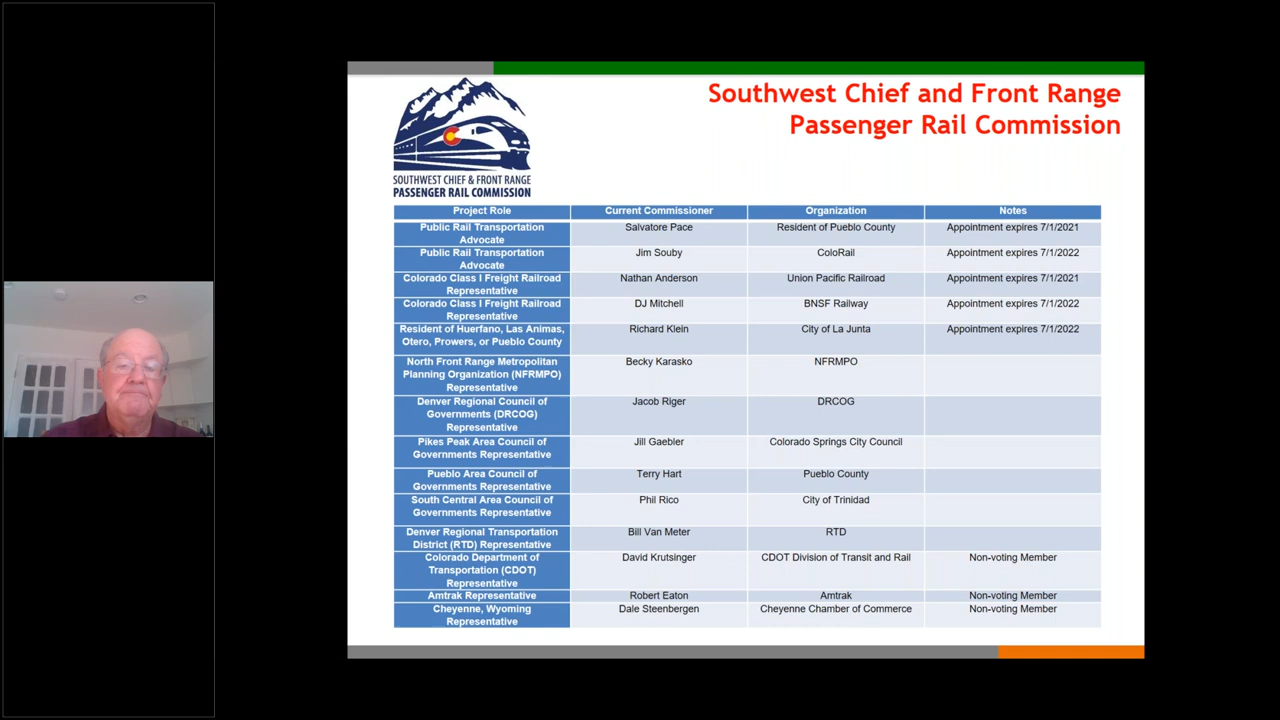 Southwest Chief and Front Range
Passenger Rail Commission
SOUTHWEST CHIEF & FRONT RANGE
PASSENGER RAIL COMMISSION
Project Role Current Commissioner Organization Notes
Public Rail Transportation Salvatore Pace Resident of Pueblo County Appointment expires 7/1/2021
Advocate
Public Rail Transportation Jim Souby ColoRail Appointment expires 7/1/2022
Advocate
Colorado Class I Freight Railroad Nathan Anderson Union Pacific Railroad Appointment expires 7/1/2021
Representative
Colorado Class I Freight Railroad DJ Mitchell BNSF Railway Appointment expires 7/1/2022
Representative
Resident of Huerfano, Las Animas, Richard Klein City of La Junta Appointment expires 7/1/2022
Otero, Prowers, or Pueblo County
North Front Range Metropolitan Becky Karasko NFRMPO
Planning Organization (NFRMPO)
Representative
Denver Regional Council of Jacob Riger DRCOG
Governments (DRCOG)
Representative
Pikes Peak Area Council of Jill Gaebler Colorado Springs City Council
Governments Representative
Pueblo Area Council of Terry Hart Pueblo County
Governments Representative
South Central Area Council of Phil Rico City of Trinidad
Governments Representative
Denver Regional Transportation Bill Van Meter RTD
District (RTD) Representative
Colorado Department of David Krutsinger CDOT Division of Transit and Rail Non-voting Member
Transportation (CDOT)
Representative
Amtrak Representative Robert Eaton Amtrak Non-voting Member
Cheyenne, Wyoming Dale Steenbergen Cheyenne Chamber of Commerce Non-voting Member
Representative